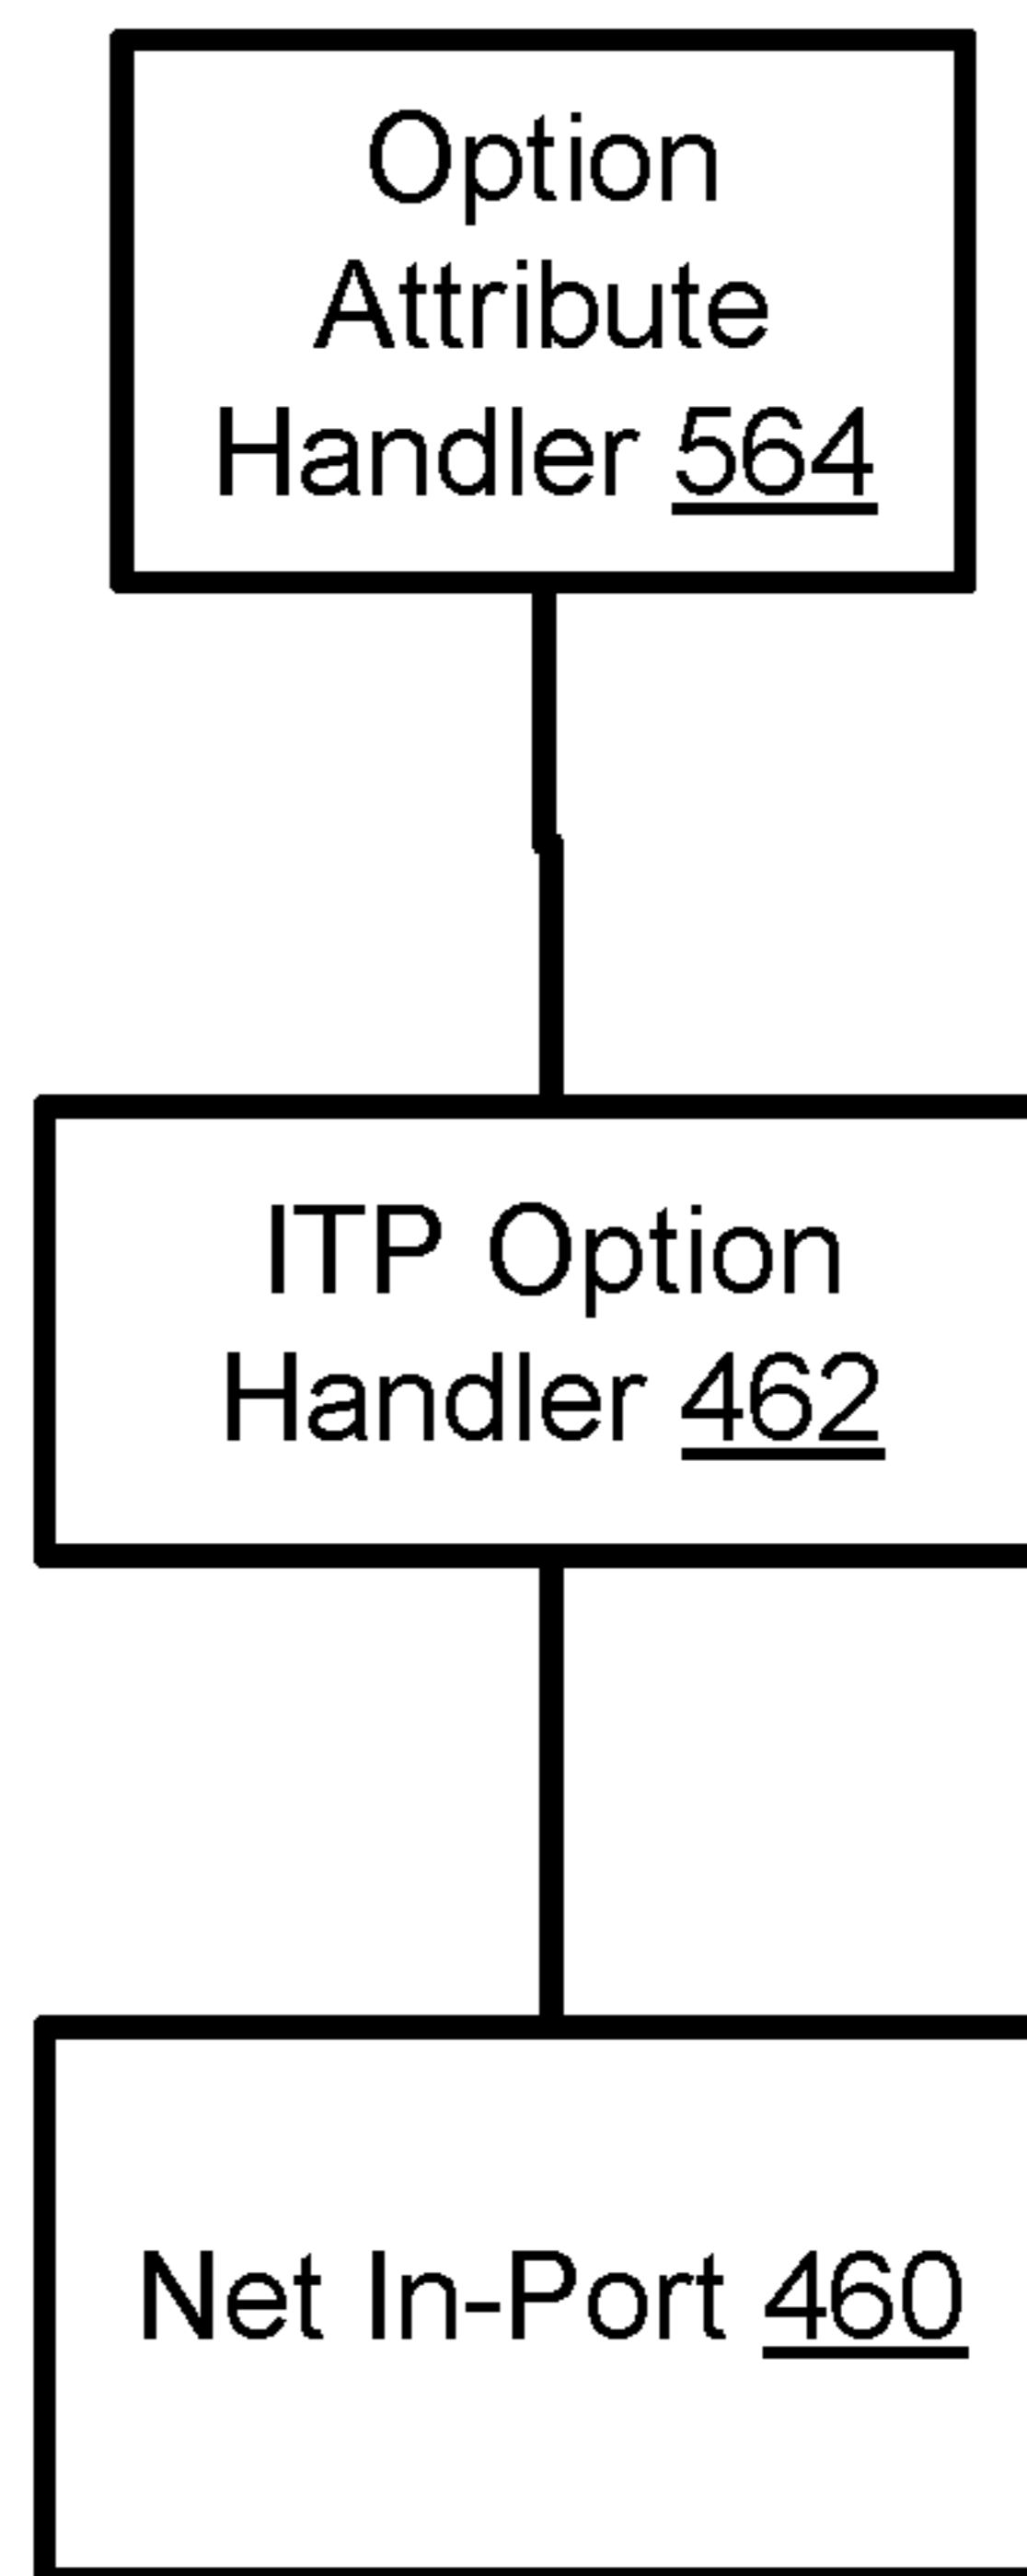 Option
Attribute
Handler 564
ITP Option
Handler 462
Net In-Port 460